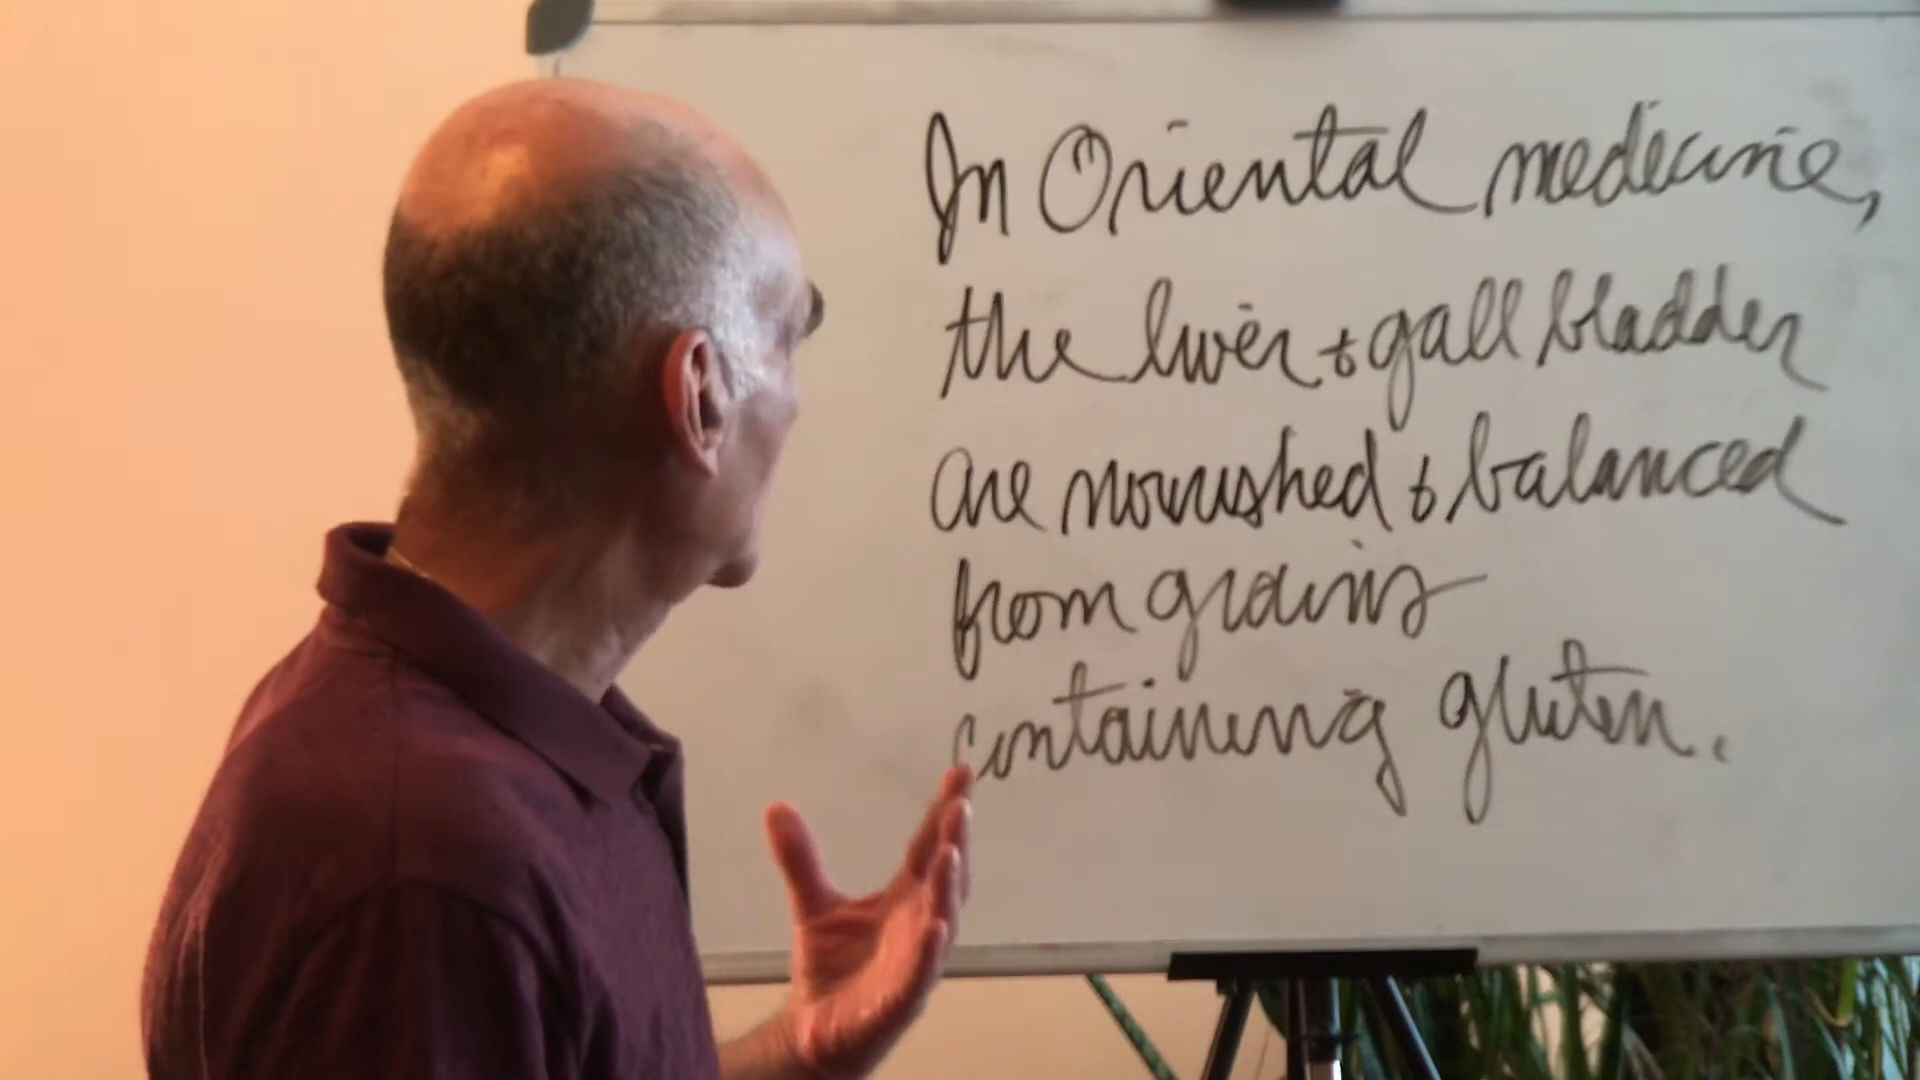 In Oriental medicine,
the liver & gall bladder
are nourished & balanced
from grains
containing gluten.